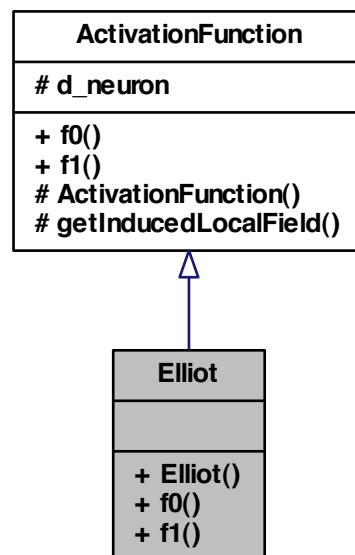 ActivationFunction
# d_neuron
+ f0()
+ f1()
# ActivationFunction()
# getInducedLocalField()
Elliot
+ Elliot()
+ f0()
+ f1()